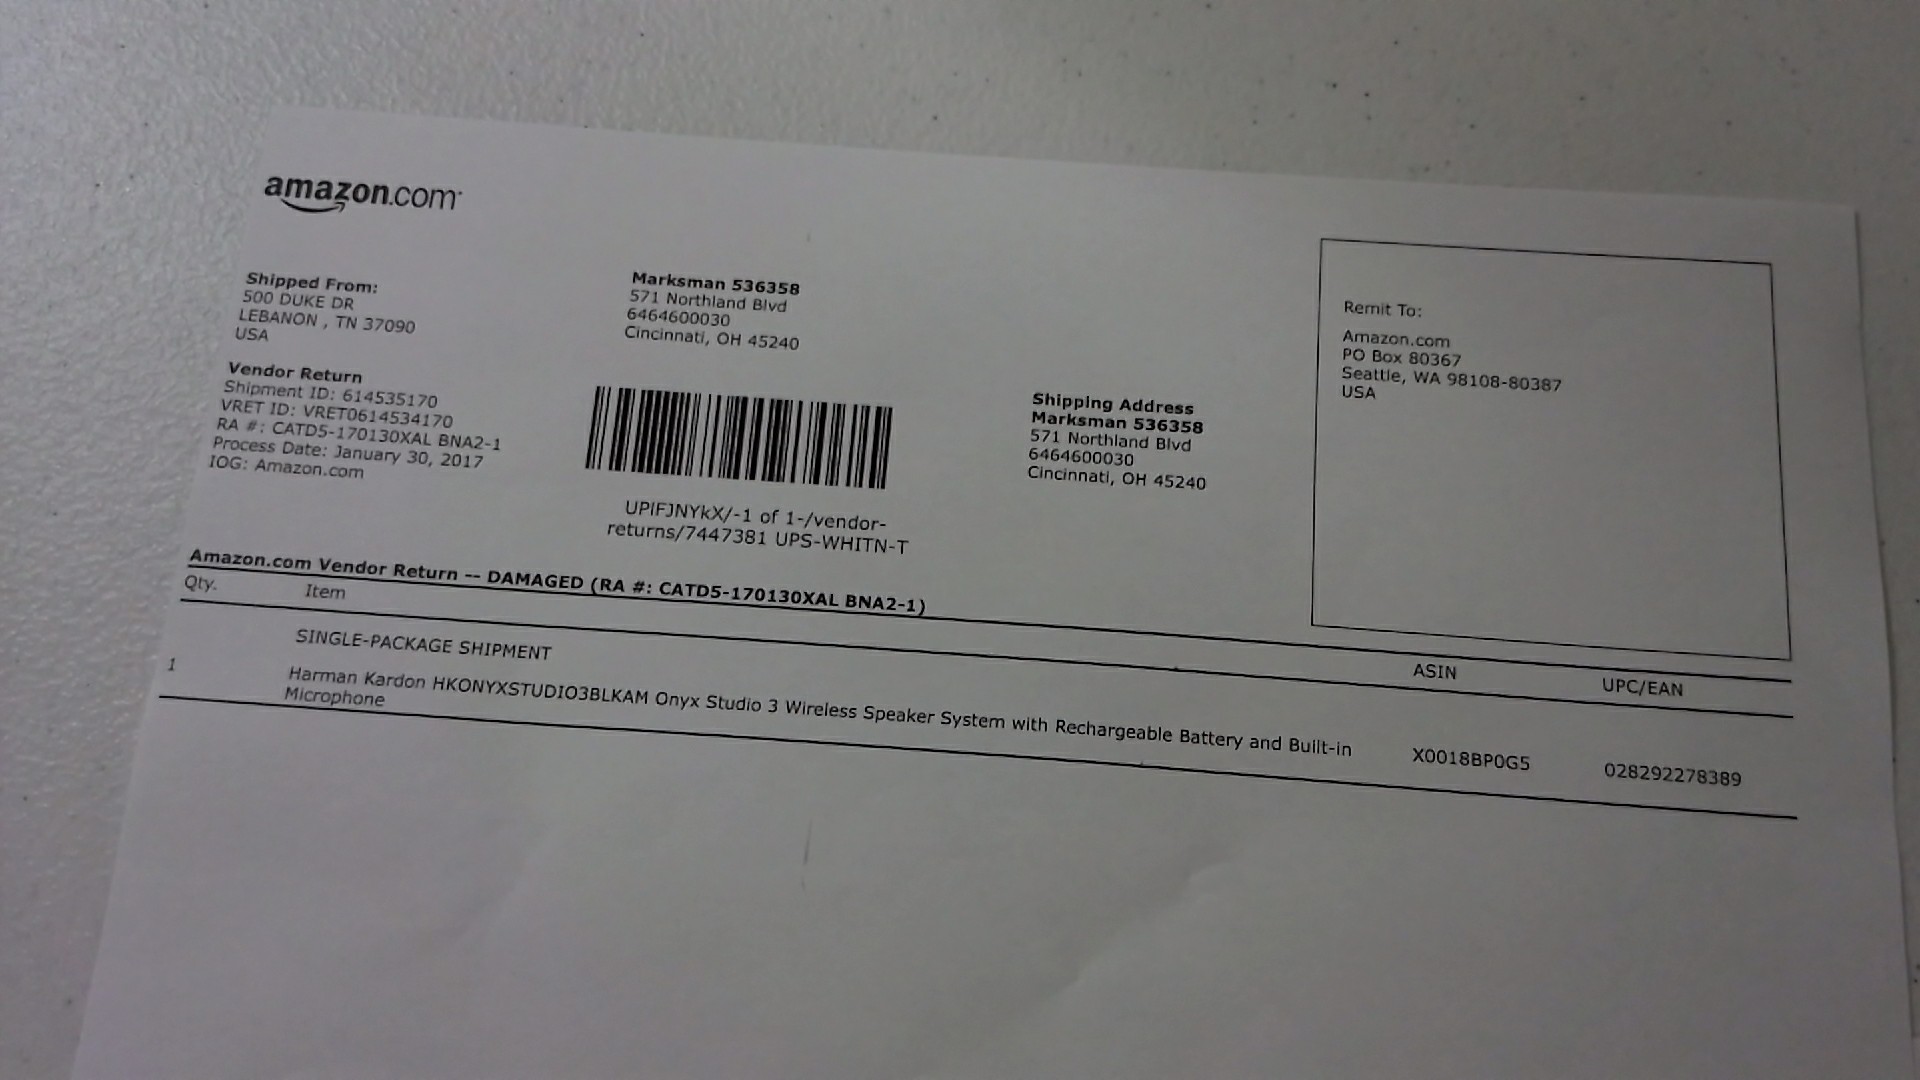 amazon.com
Shipped From:
500 DUKE DR
LEBANON , TN 37090
USA
Vendor Return
Shipment ID: 614535170
VRET ID: VRET0614534170
RA #: CATD5-170130XAL BNA2-1
Process Date: January 30, 2017
IOG: Amazon.com
Marksman 536358
571 Northland Blvd
6464600030
Cincinnati, OH 45240
UPIFJNYkX/-1 of 1-/vendor-
returns/7447381 UPS-WHITN-T
Shipping Address
Marksman 536358
571 Northland Blvd
6464600030
Cincinnati, OH 45240
Remit To:
Amazon.com
PO Box 80367
Seattle, WA 98108-80387
USA
Amazon.com Vendor Return -- DAMAGED (RA #: CATD5-170130XAL BNA2-1)
Qty. Item ASIN UPC/EAN
SINGLE-PACKAGE SHIPMENT
1 Harman Kardon HKONYXSTUDIO3BLKAM Onyx Studio 3 Wireless Speaker System with Rechargeable Battery and Built-in X0018BP0G5 028292278389
Microphone